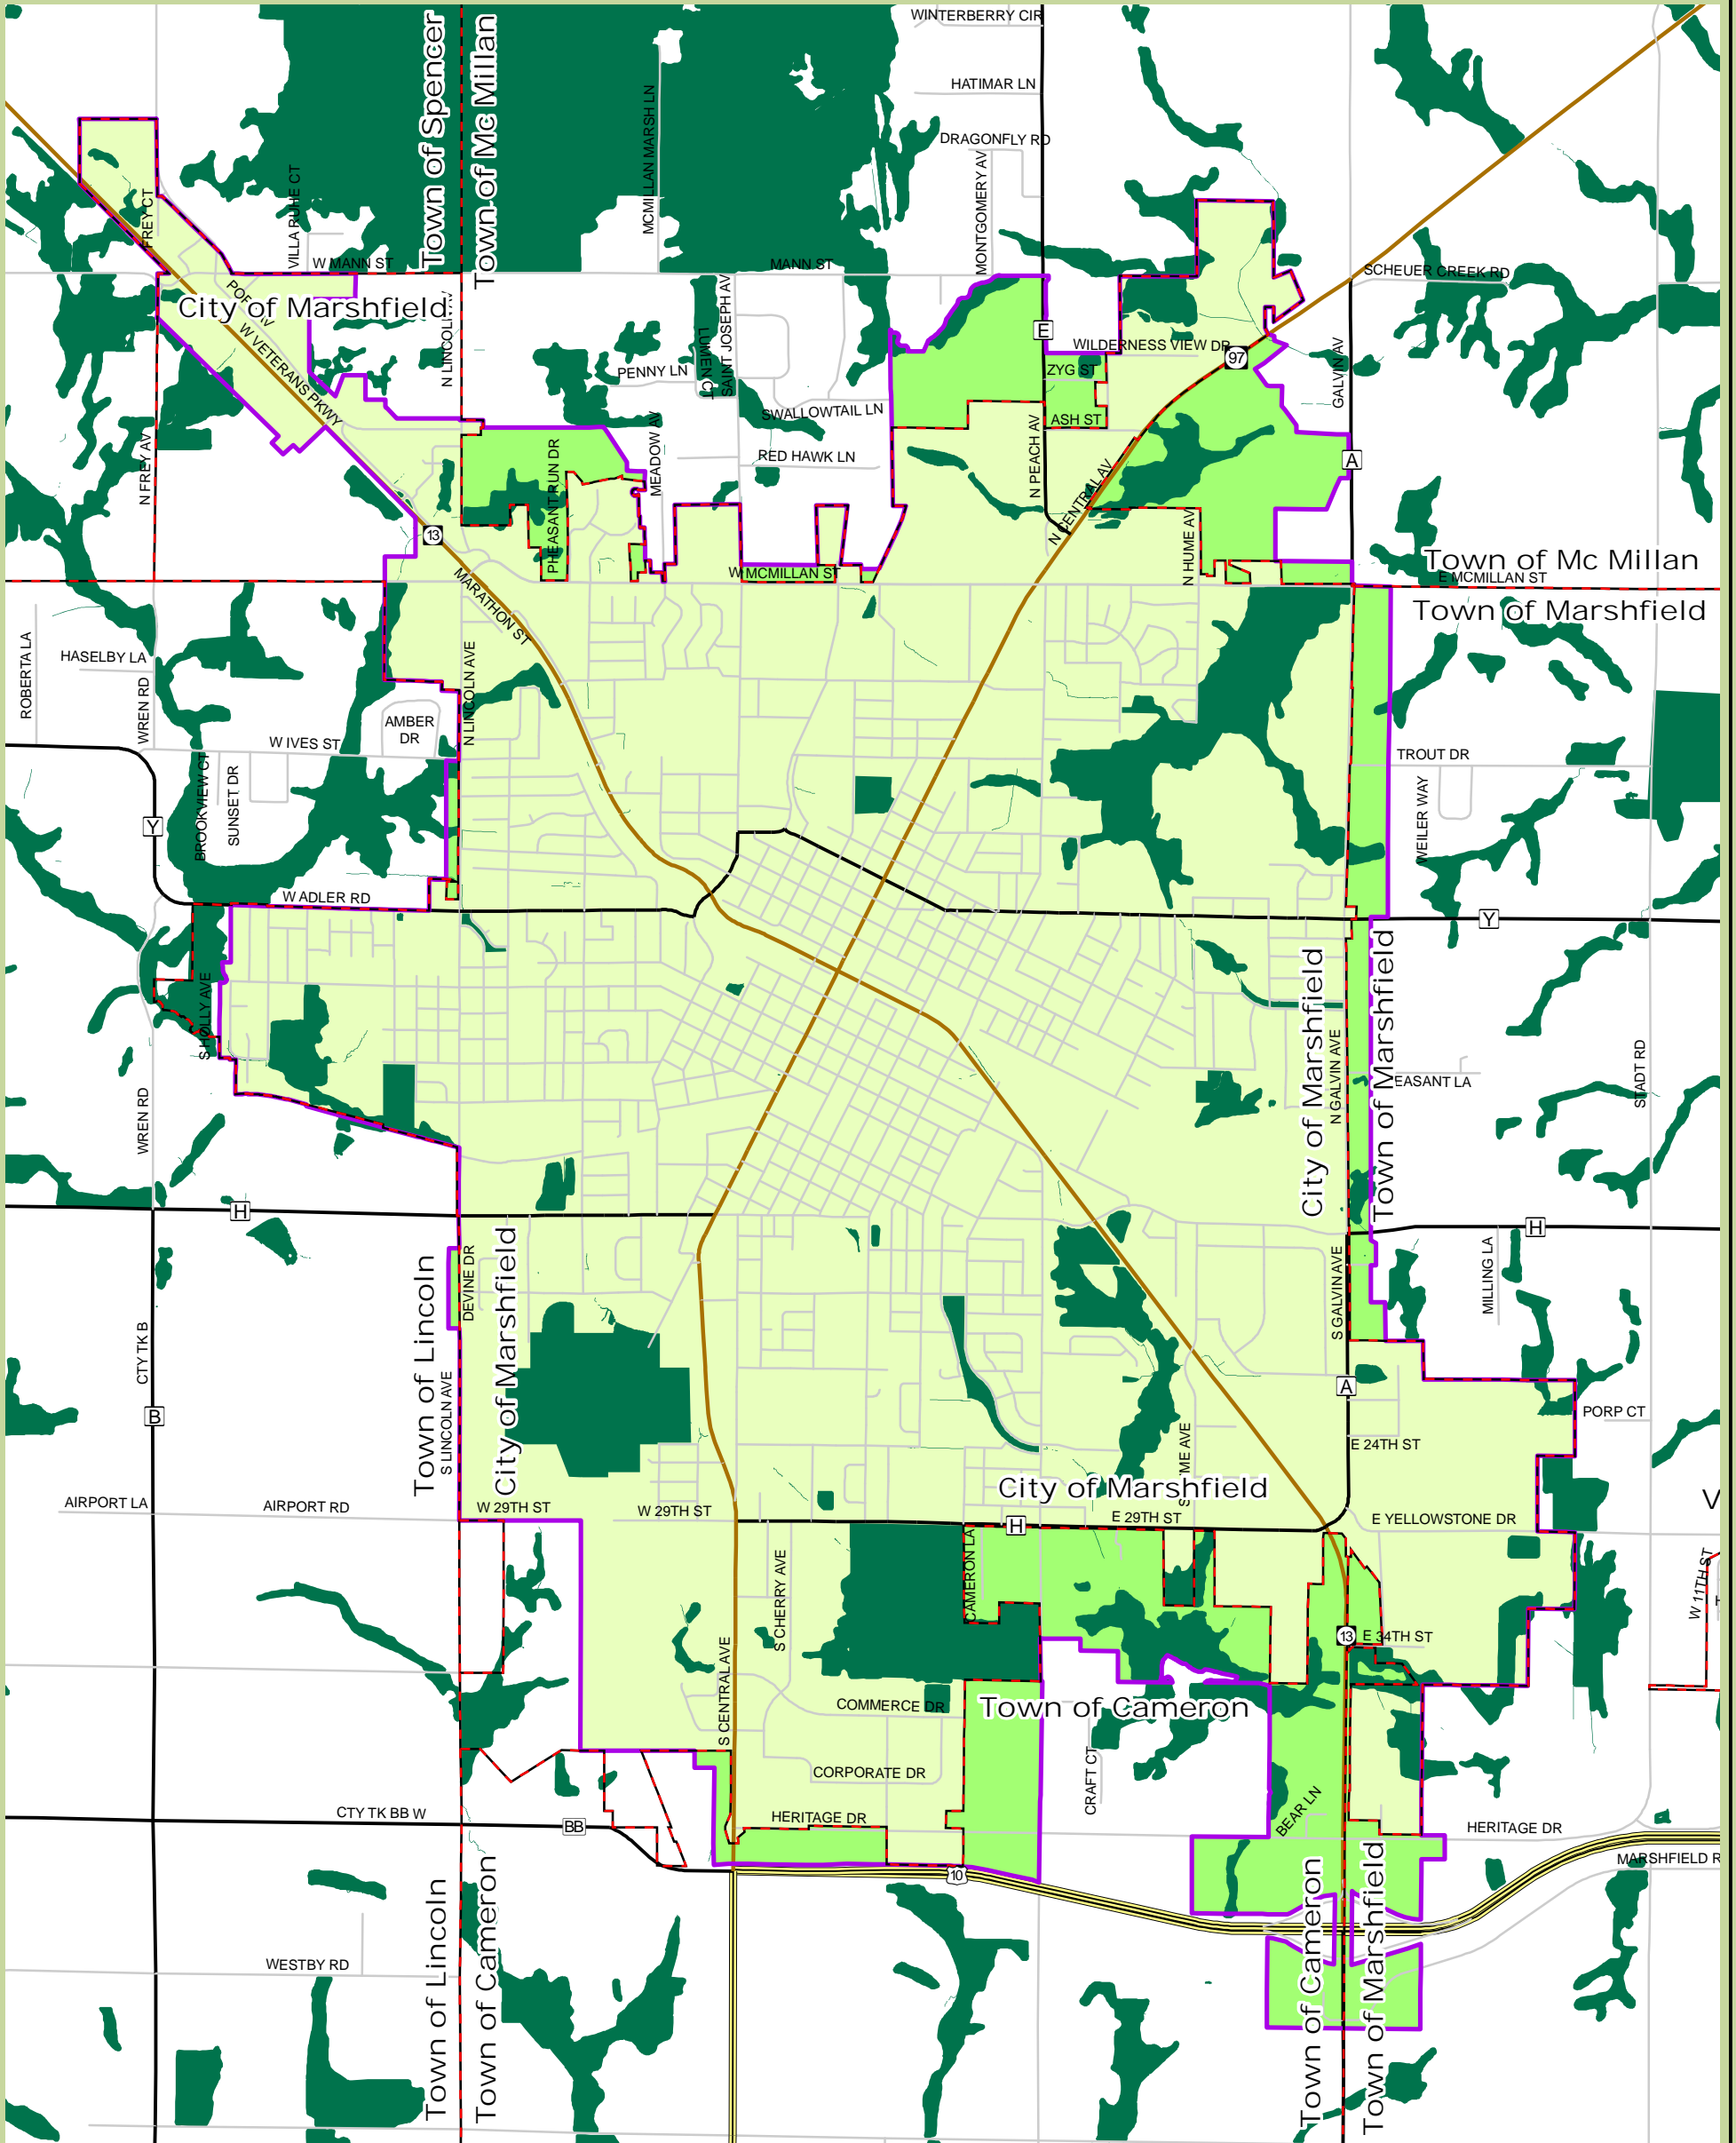 WINTERBERRY CIR
HATIMAR LN
DRAGONFLY RD
MONTGOMERY AV
MCMILLAN MARSH LN
Town of Spencer
Town of Mc Millan
FREY CT
VILLA RUHE CT
W MANN ST
MANN ST
SCHEUER CREEK RD
City of Marshfield
W VETERANS PKWY
N LINCOLN AV
LUMEN CT
SAINT JOSEPH AV
PENNY LN
SWALLOWTAIL LN
RED HAWK LN
MEADOW AV
PHEASANT RUN DR
E
WILDERNESS VIEW DR
97
ZYG ST
ASH ST
N PEACH AV
N CENTRAL AV
GALVIN AV
A
N HUME AV
N FREY AV
13
MARATHON ST
W MCMILLAN ST
Town of Mc Millan
E MCMILLAN ST
Town of Marshfield
ROBERTA LA
HASELBY LA
WREN RD
AMBER
DR
W IVES ST
N LINCOLN AVE
BROOKVIEW CT
SUNSET DR
Y
TROUT DR
WEILER WAY
W ADLER RD
Y
S HOLLY AVE
City of Marshfield
Town of Marshfield
N GALVIN AVE
EASANT LA
STADT RD
WREN RD
H
H
DEVINE DR
Town of Lincoln
City of Marshfield
S LINCOLN AVE
CTY TK B
B
S GALVIN AVE
MILLING LA
A
PORP CT
E 24TH ST
AIRPORT LA
AIRPORT RD
W 29TH ST
W 29TH ST
City of Marshfield
H
E 29TH ST
E YELLOWSTONE DR
V
W 11TH ST
S CHERRY AVE
CAMERON LA
13
E 34TH ST
S CENTRAL AVE
COMMERCE DR
Town of Cameron
CORPORATE DR
CRAFT CT
HERITAGE DR
BEAR LN
HERITAGE DR
CTY TK BB W
BB
10
MARSHFIELD R
Town of Lincoln
Town of Cameron
Town of Cameron
Town of Marshfield
WESTBY RD